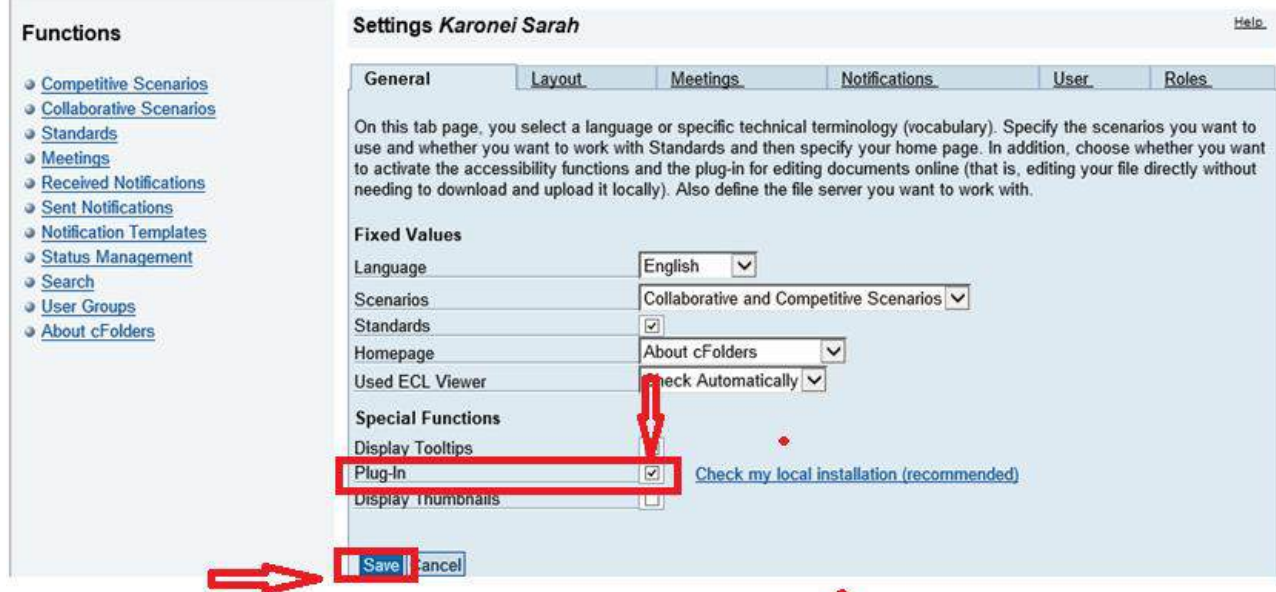 Functions
Competitive Scenarios
Collaborative Scenarios
Standards
Meetings
Received Notifications
Sent Notifications
Notification Templates
Status Management
Search
User Groups
About cFolders
Settings Karonei Sarah
Help
General Layout Meetings Notifications User Roles
On this tab page, you select a language or specific technical terminology (vocabulary). Specify the scenarios you want to
use and whether you want to work with Standards and then specify your home page. In addition, choose whether you want
to activate the accessibility functions and the plug-in for editing documents online (that is, editing your file directly without
needing to download and upload it locally). Also define the file server you want to work with.
Fixed Values
Language English
Scenarios Collaborative and Competitive Scenarios
Standards
Homepage About cFolders
Used ECL Viewer Check Automatically
Special Functions
Display Tooltips
Plug-In Check my local installation (recommended)
Display Thumbnails
Save Cancel